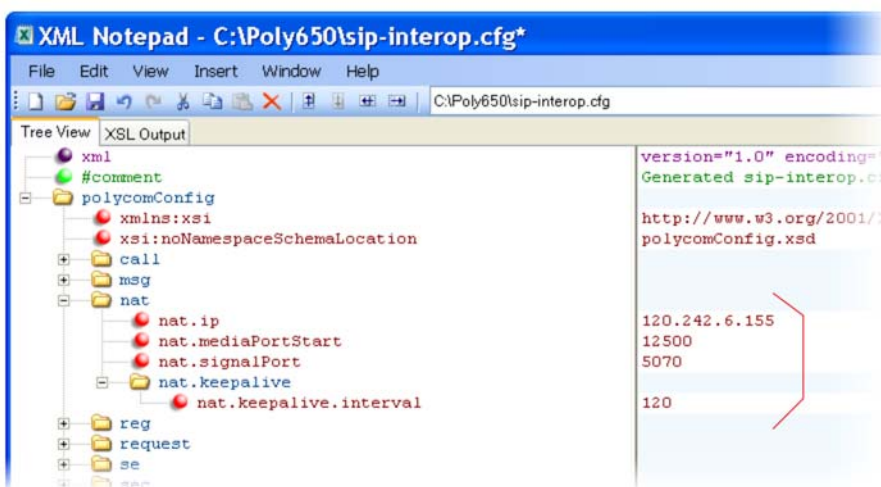 XML Notepad - C:\Poly650\sip-interop.cfg*
File Edit View Insert Window Help
C:\Poly650\sip-interop.cfg
Tree View XSL Output
xml version="1.0" encoding="
#comment Generated sip-interop.c
polycomConfig
xmlns:xsi http://www.w3.org/2001/
xsi:noNamespaceSchemaLocation polycomConfig.xsd
call
msg
nat
nat.ip 120.242.6.155
nat.mediaPortStart 12500
nat.signalPort 5070
nat.keepalive
nat.keepalive.interval 120
reg
request
se
sec